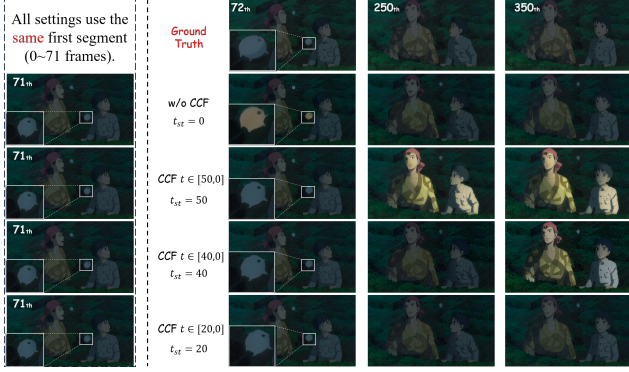 All settings use the
same first segment
(0~71 frames).
Ground
Truth
72th
250th
350th
71th
w/o CCF
t_st = 0
71th
CCF t ∈ [50,0]
t_st = 50
71th
CCF t ∈ [40,0]
t_st = 40
71th
CCF t ∈ [20,0]
t_st = 20